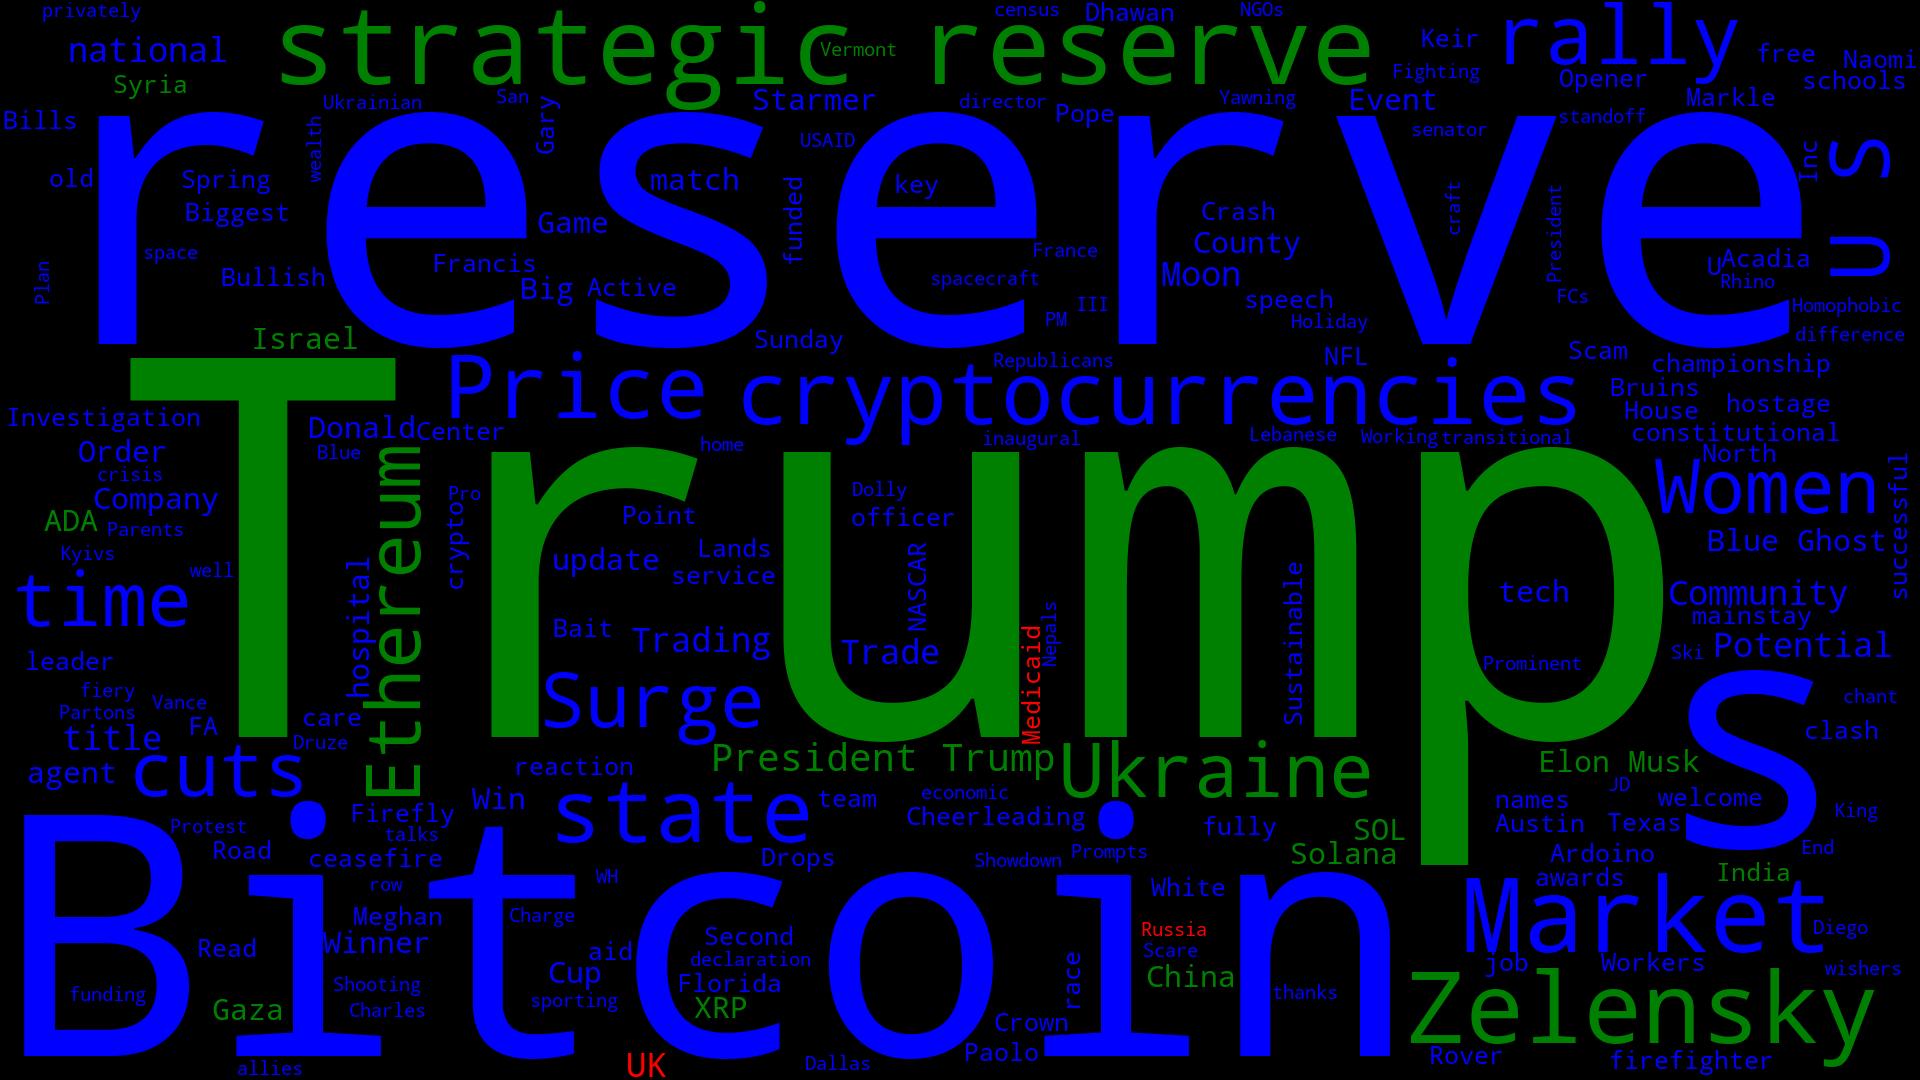 privately
national
Syria
strategic reserve
Vermont
census
Dhawan
NGOs
Keir
Fighting
rally
Opener
free
Naomi
schools
Markle
Bills
Ukrainian
San
Gary
Starmer
director
Pope
Yawning
Event
senator
standoff
reserve
wealth
USAID
old
Spring
Biggest
match
key
funded
Crash
County
craft
President
Inc
U S
space
Game
France
Moon
U
Acadia
Rhino
Plan
Bullish
Francis
Big
Active
spacecraft
III
PM
speech
Holiday
FCs
Homophobic
difference
Israel
Sunday
Republicans
NFL
Scam
championship
Price
cryptocurrencies
Bruins
House
hostage
constitutional
Investigation
Donald
Center
Blue
home
inaugural
Lebanese
Working
transitional
North
Order
crisis
Company
ADA
Parents
Kyivs
well
Trump
Ethereum
Pro
crypto
Point
Dolly
officer
Women
successful
update
Lands
service
NASCAR
tech
Blue Ghost
time
hospital
Bait
Trading
Trade
Medicaid
Nepals
Sustainable
Prominent
Community
mainstay
Ski
Potential
leader
fiery
Partons
Vance
FA
care
Druze
title
Surge
s
chant
clash
agent
cuts
reaction
President Trump
Ukraine
Elon Musk
JD
names
welcome
King
Win
state
team
economic
Cheerleading
fully
SOL
Solana
Austin
Texas
End
Protest
Road
Firefly
talks
ceasefire
Drops
Showdown
Prompts
Ardoino
awards
India
row
WH
White
Bitcoin
Meghan
Winner
Charge
Read
aid
Second
declaration
Florida
XRP
Russia
Scare
China
race
Market
Diego
job
Workers
wishers
funding
Gaza
Shooting
Charles
Cup
sporting
thanks
Zelensky
Crown
Paolo
allies
UK
Dallas
Rover
firefighter